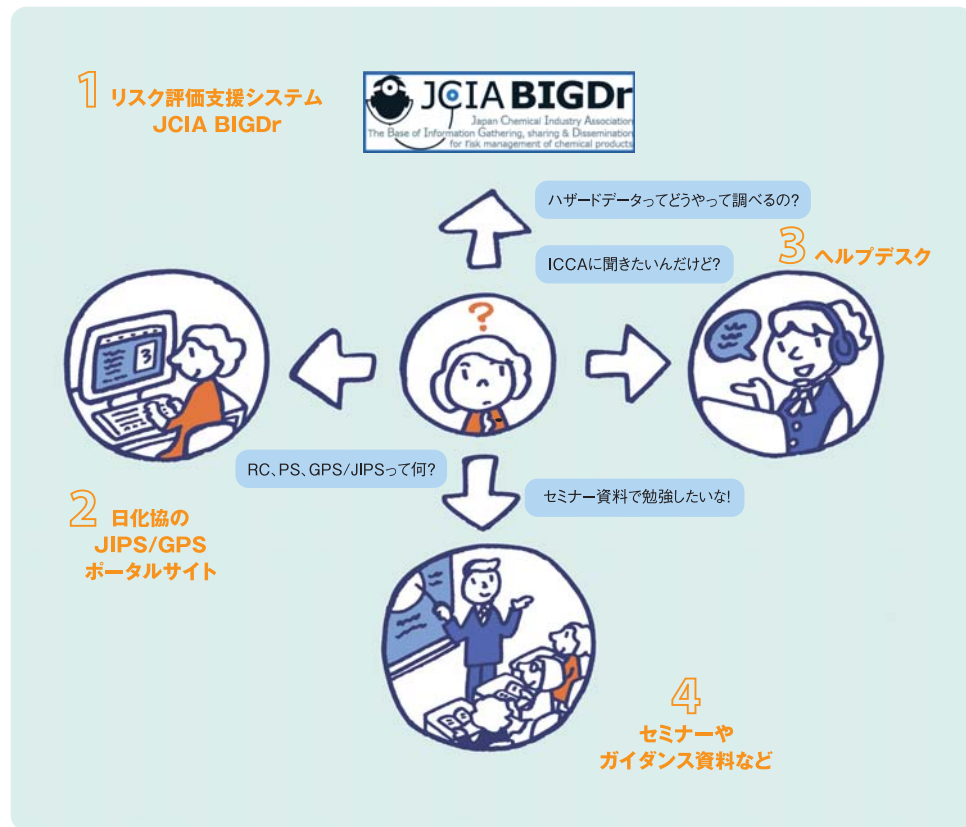 1 リスク評価支援システム
JCIA BIGDr
JCIA BIGDr
Japan Chemical Industry Association
The Base of Information Gathering, sharing & Dissemination
for risk management of chemical products
ハザードデータってどうやって調べるの?
ICCAに聞きたいんだけど?
3 ヘルプデスク
?
3
RC、PS、GPS/JIPSって何?
セミナー資料で勉強したいな!
2 日化協の
JIPS/GPS
ポータルサイト
4
セミナーや
ガイダンス資料など